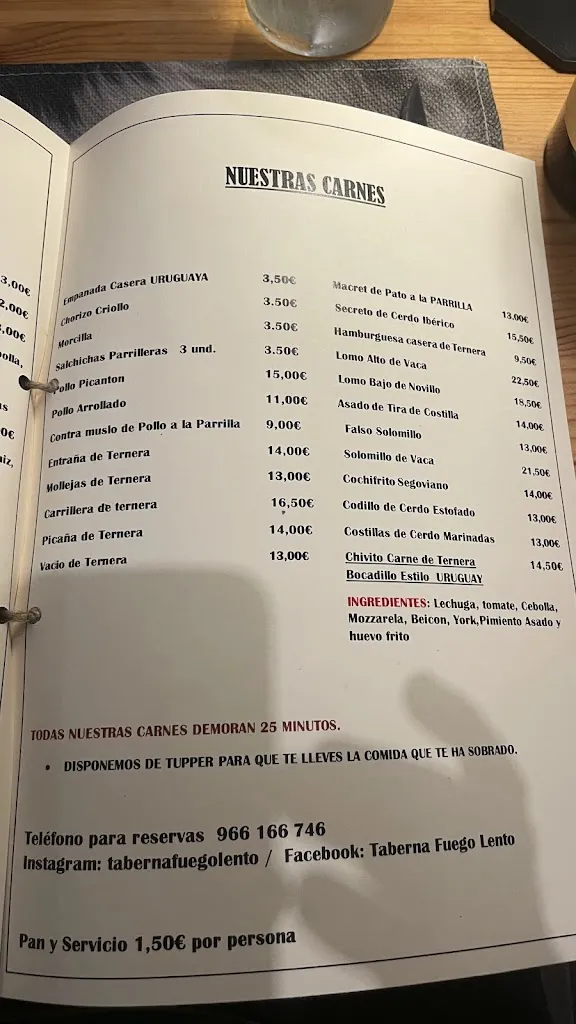 3,00€
2,00€
,00€
olla,
as
0€
iz,
NUESTRAS CARNES
Empanada Casera URUGUAYA 3,50€
Chorizo Criollo 3.50€
Morcilla 3.50€
Salchichas Parrilleras 3 und. 3.50€
Pollo Picanton 15,00€
Pollo Arrollado 11,00€
Contra muslo de Pollo a la Parrilla 9,00€
Entraña de Ternera 14,00€
Mollejas de Ternera 13,00€
Carrillera de ternera 16,50€
Picaña de Ternera 14,00€
Vacio de Ternera 13,00€
Macret de Pato a la PARRILLA 13.00€
Secreto de Cerdo Ibérico 15,50€
Hamburguesa casera de Ternera 9,50€
Lomo Alto de Vaca 22,50€
Lomo Bajo de Novillo 18,50€
Asado de Tira de Costilla 14,00€
Falso Solomillo 13,00€
Solomillo de Vaca 21,50€
Cochifrito Segoviano 14,00€
Codillo de Cerdo Estofado 13,00€
Costillas de Cerdo Marinadas 13,00€
Chivito Carne de Ternera 14,50€
Bocadillo Estilo URUGUAY
INGREDIENTES: Lechuga, tomate, Cebolla,
Mozzarela, Beicon, York,Pimiento Asado y
huevo frito
TODAS NUESTRAS CARNES DEMORAN 25 MINUTOS.
• DISPONEMOS DE TUPPER PARA QUE TE LLEVES LA COMIDA QUE TE HA SOBRADO.
Teléfono para reservas 966 166 746
Instagram: tabernafuegolento / Facebook: Taberna Fuego Lento
Pan y Servicio 1,50€ por persona